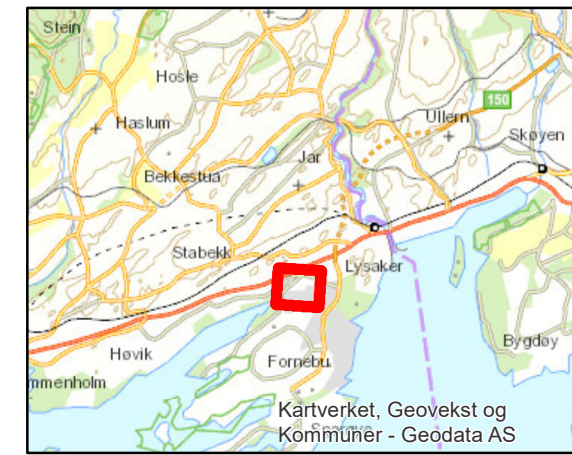 Stein
Hosle
150
Ullern
Haslum
Skøyen
Jar
Bekkestua
Stabekk
Lysaker
Høvik
Bygdøy
Fornebu
mmenholm
Kartverket, Geovekst og
Kommuner - Geodata AS